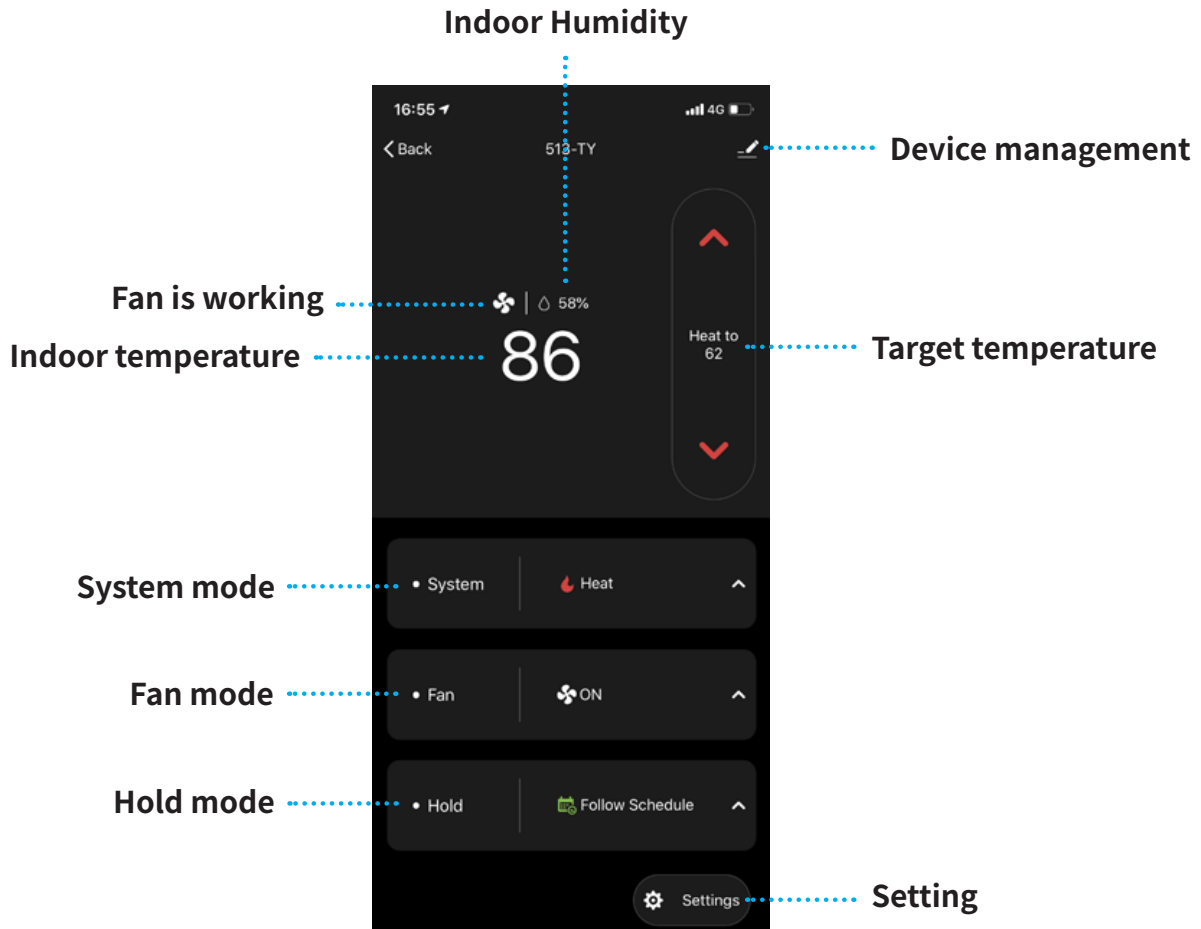 Indoor Humidity
16:55 4G
Back 513-TY
Device management
Fan is working
58%
Indoor temperature
86
Heat to
62
Target temperature
System mode
• System Heat
Fan mode
• Fan ON
Hold mode
• Hold Follow Schedule
Settings
Setting